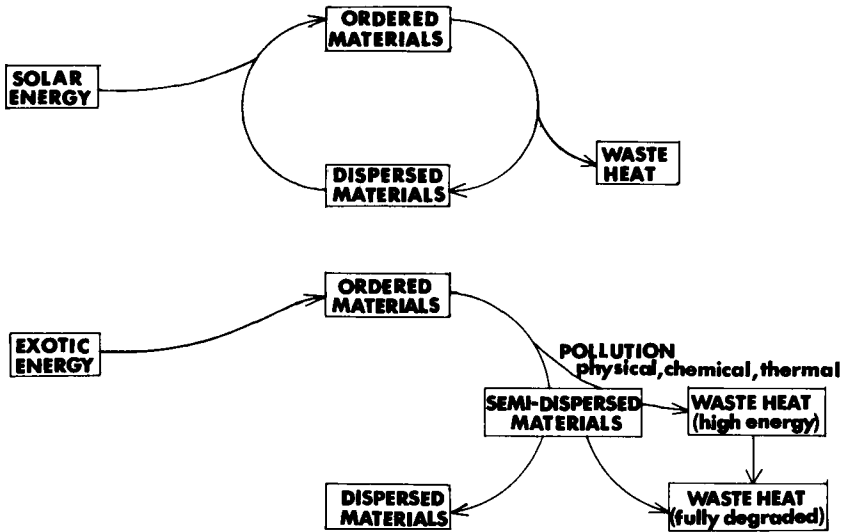 ORDERED
MATERIALS
SOLAR
ENERGY
WASTE
HEAT
DISPERSED
MATERIALS
ORDERED
MATERIALS
EXOTIC
ENERGY
POLLUTION
physical, chemical, thermal
SEMI-DISPERSED
MATERIALS
WASTE HEAT
(high energy)
DISPERSED
MATERIALS
WASTE HEAT
(fully degraded)